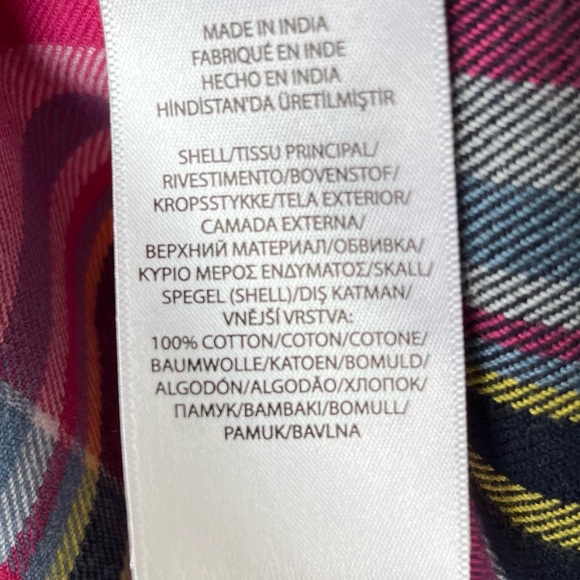 MADE IN INDIA
FABRIQUÉ EN INDE
HECHO EN INDIA
HİNDİSTAN'DA ÜRETİLMİŞTİR
SHELL/TISSU PRINCIPAL/
RIVESTIMENTO/BOVENSTOF/
KROPSSTYKKE/TELA EXTERIOR/
CAMADA EXTERNA/
ВЕРХНИЙ МАТЕРИАЛ/ОБВИВКА/
ΚΥΡΙΟ ΜΕΡΟΣ ΕΝΔΥΜΑΤΟΣ/SKALL/
SPEGEL (SHELL)/DIŞ KATMAN/
VNĚJŠÍ VRSTVA:
100% COTTON/COTON/COTONE/
BAUMWOLLE/KATOEN/BOMULD/
ALGODÓN/ALGODÃO/ХЛОПОК/
ПАМУК/ΒΑΜΒΑΚΙ/BOMULL/
PAMUK/BAVLNA